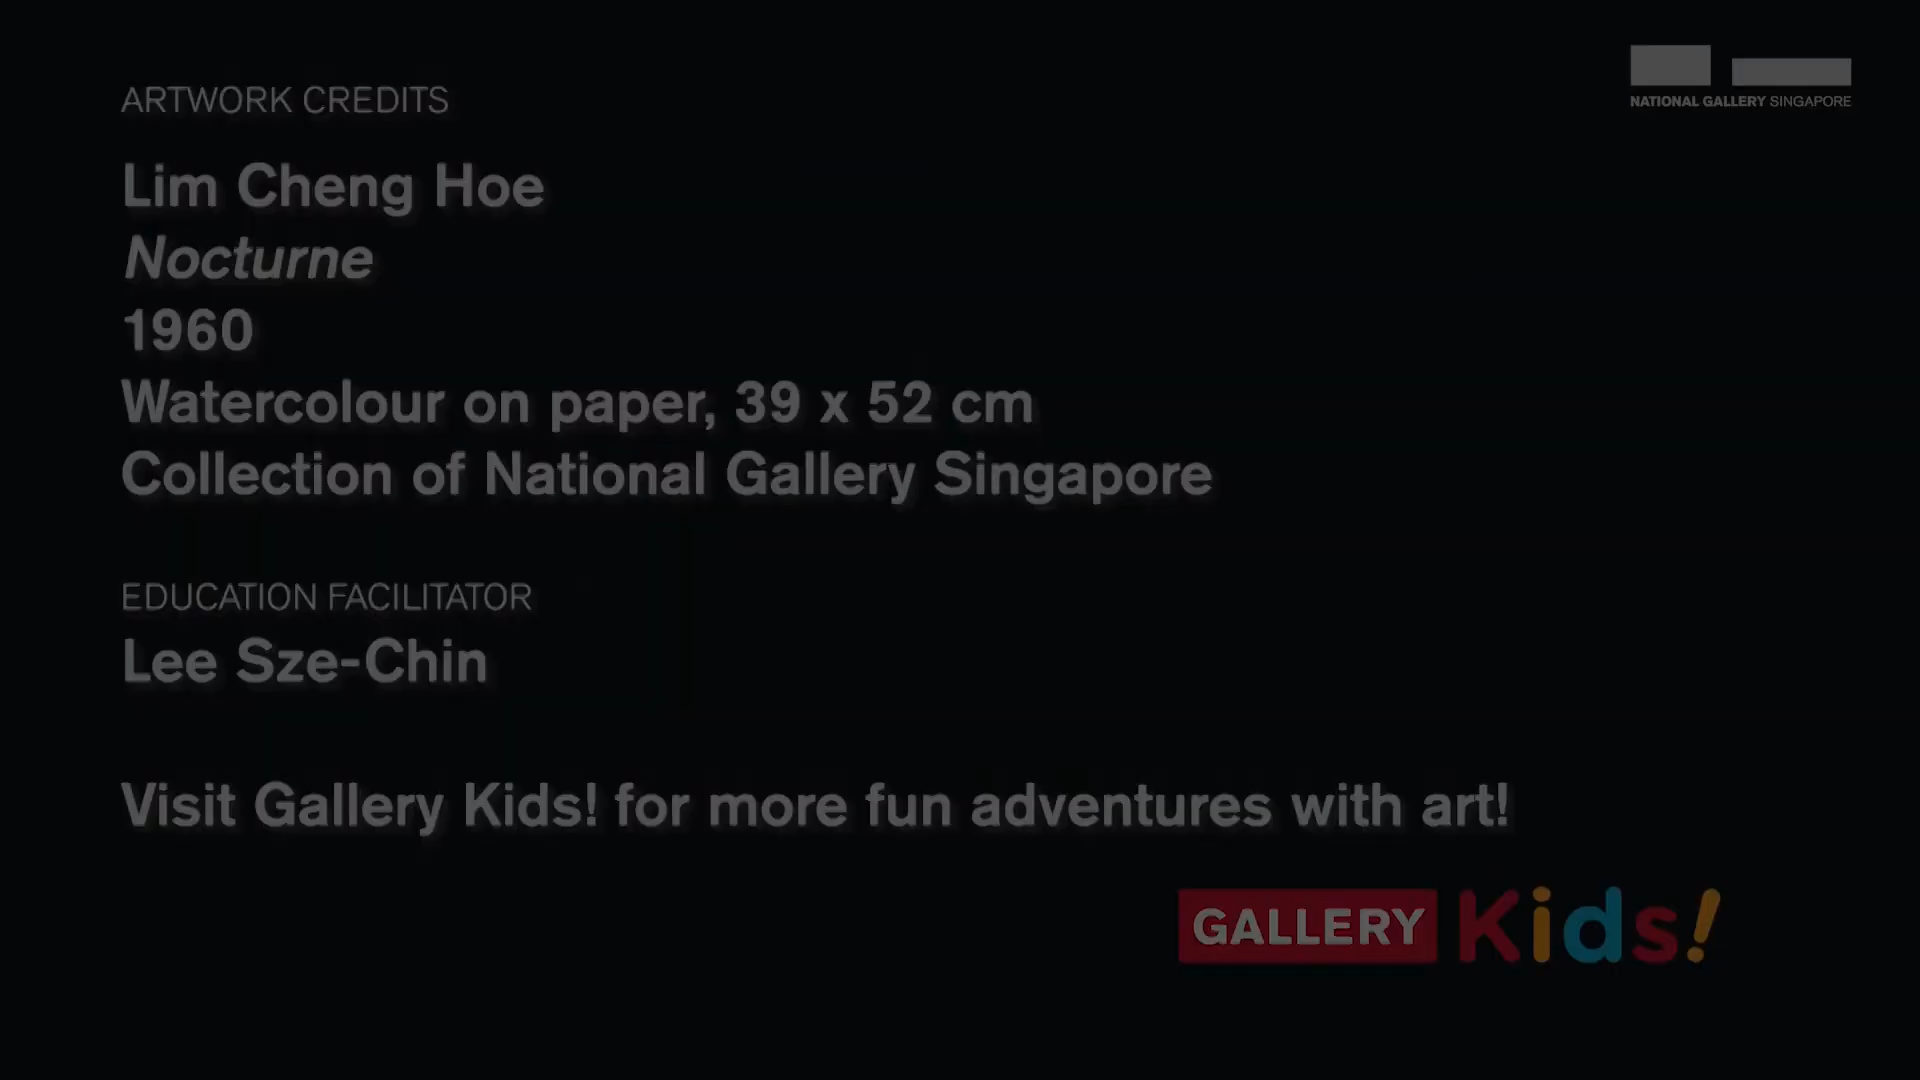 NATIONAL GALLERY SINGAPORE
ARTWORK CREDITS
Lim Cheng Hoe
Nocturne
1960
Watercolour on paper, 39 x 52 cm
Collection of National Gallery Singapore
EDUCATION FACILITATOR
Lee Sze-Chin
Visit Gallery Kids! for more fun adventures with art!
GALLERY Kids!